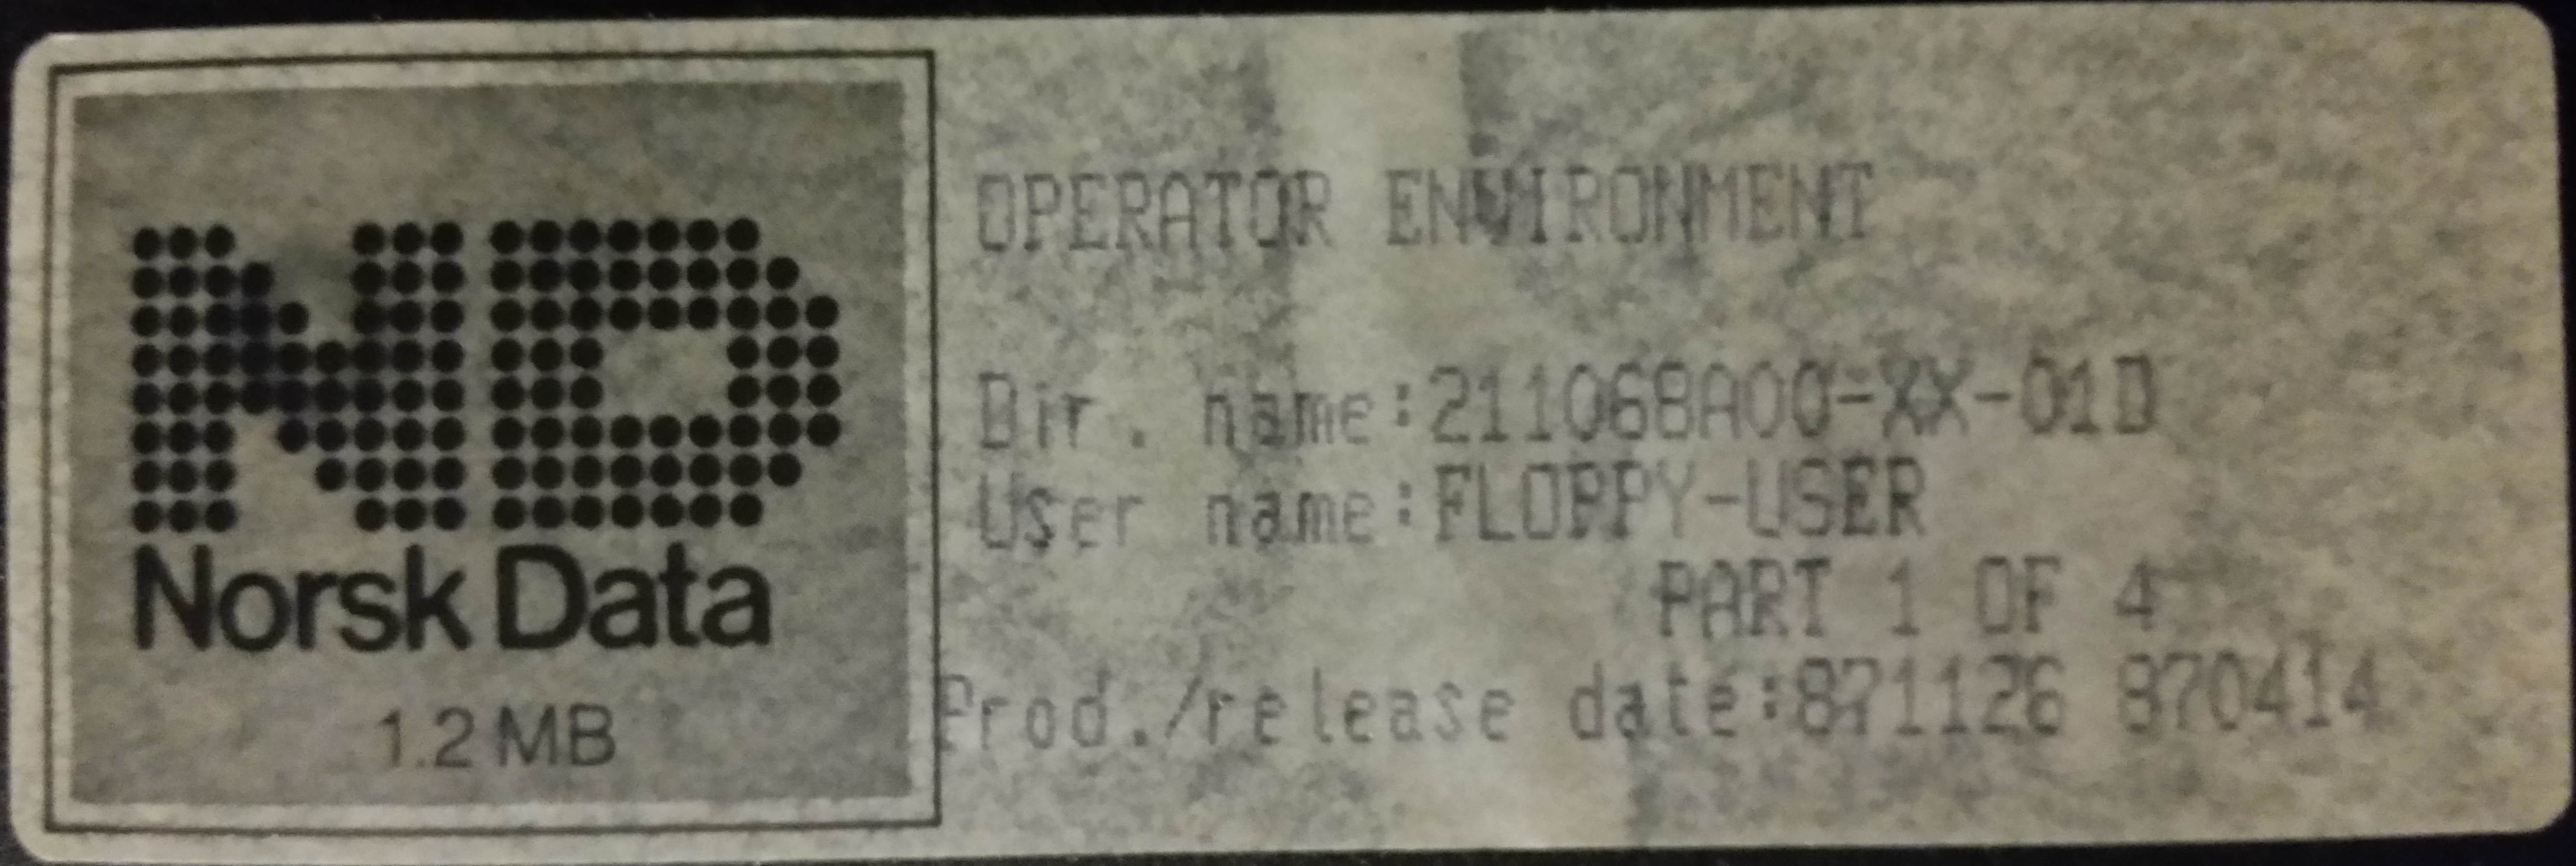 ND
Norsk Data
1.2 MB
OPERATOR ENVIRONMENT
Dir. name:211068A00-XX-01D
User name:FLOPPY-USER
PART 1 OF 4
Prod./release date:871126 870414